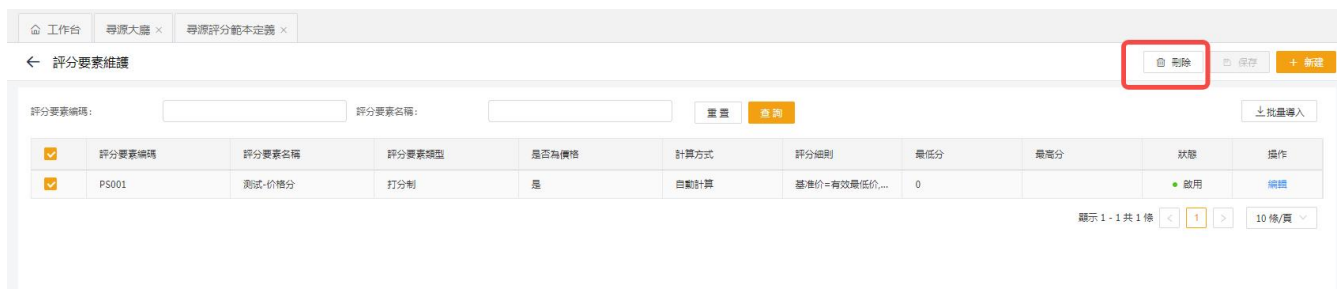 工作台 尋源大廳 × 尋源評分範本定義 ×
← 評分要素維護 刪除 保存 + 新建
評分要素編碼: 評分要素名稱: 重置 查詢 批量導入
評分要素編碼 評分要素名稱 評分要素類型 是否為價格 計算方式 評分細則 最低分 最高分 狀態 操作
PS001 测试-价格分 打分制 是 自動計算 基准价=有效最低价,... 0 啟用 編輯
顯示 1 - 1 共 1 條 < 1 > 10 條/頁